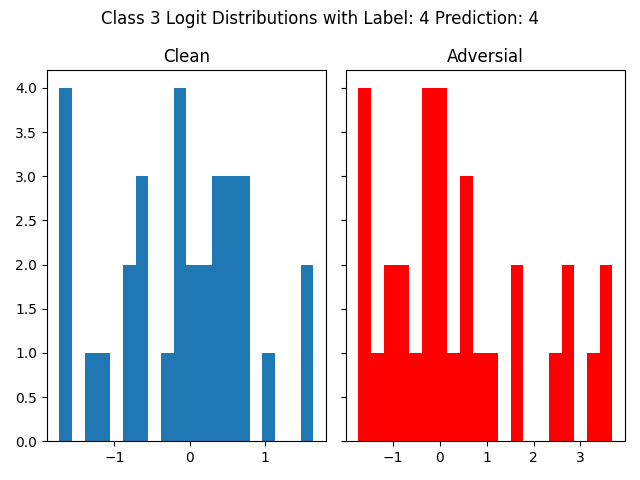 Class 3 Logit Distributions with Label: 4 Prediction: 4
Clean
Adversial
4.0
3.5
3.0
2.5
2.0
1.5
1.0
0.5
0.0
−1 0 1
−1 0 1 2 3